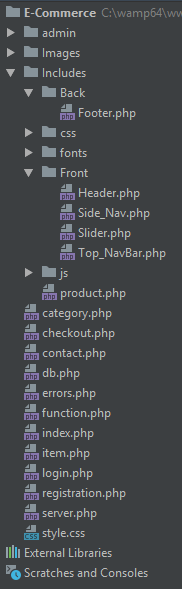 E-Commerce C:\wamp64\ww
admin
Images
Includes
Back
Footer.php
css
fonts
Front
Header.php
Side_Nav.php
Slider.php
Top_NavBar.php
js
product.php
category.php
checkout.php
contact.php
db.php
errors.php
function.php
index.php
item.php
login.php
registration.php
server.php
style.css
External Libraries
Scratches and Consoles